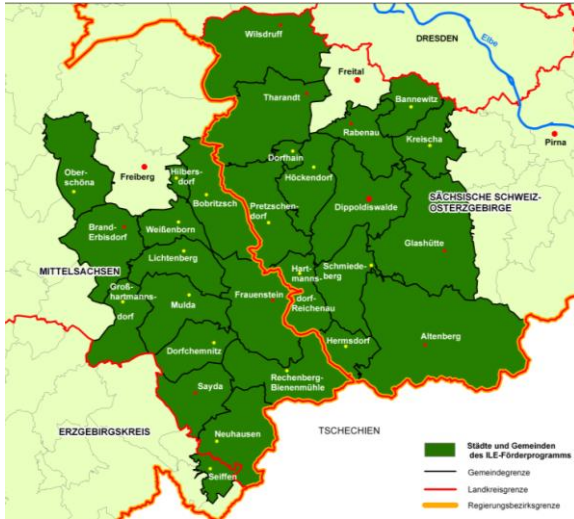 Wilsdruff
DRESDEN
Elbe
Freital
Tharandt
Bannewitz
Rabenau
Kreischa
Pirna
Dorfhain
Höckendorf
Ober-
schöna
Freiberg
Hilbers-
dorf
Bobritzsch
Pretzschen-
dorf
Dippoldiswalde
SÄCHSISCHE SCHWEIZ-
OSTERZGEBIRGE
Brand-
Erbisdorf
Weißenborn
Glashütte
Lichtenberg
MITTELSACHSEN
Groß-
hartmanns-
dorf
Mulda
Frauenstein
Hart-
manns-
dorf-
Reichenau
Schmiede-
berg
Dorfchemnitz
Hermsdorf
Altenberg
Rechenberg-
Bienenmühle
Sayda
ERZGEBIRGSKREIS
Neuhausen
TSCHECHIEN
Seiffen
Städte und Gemeinden
des ILE-Förderprogramms
Gemeindegrenze
Landkreisgrenze
Regierungsbezirksgrenze